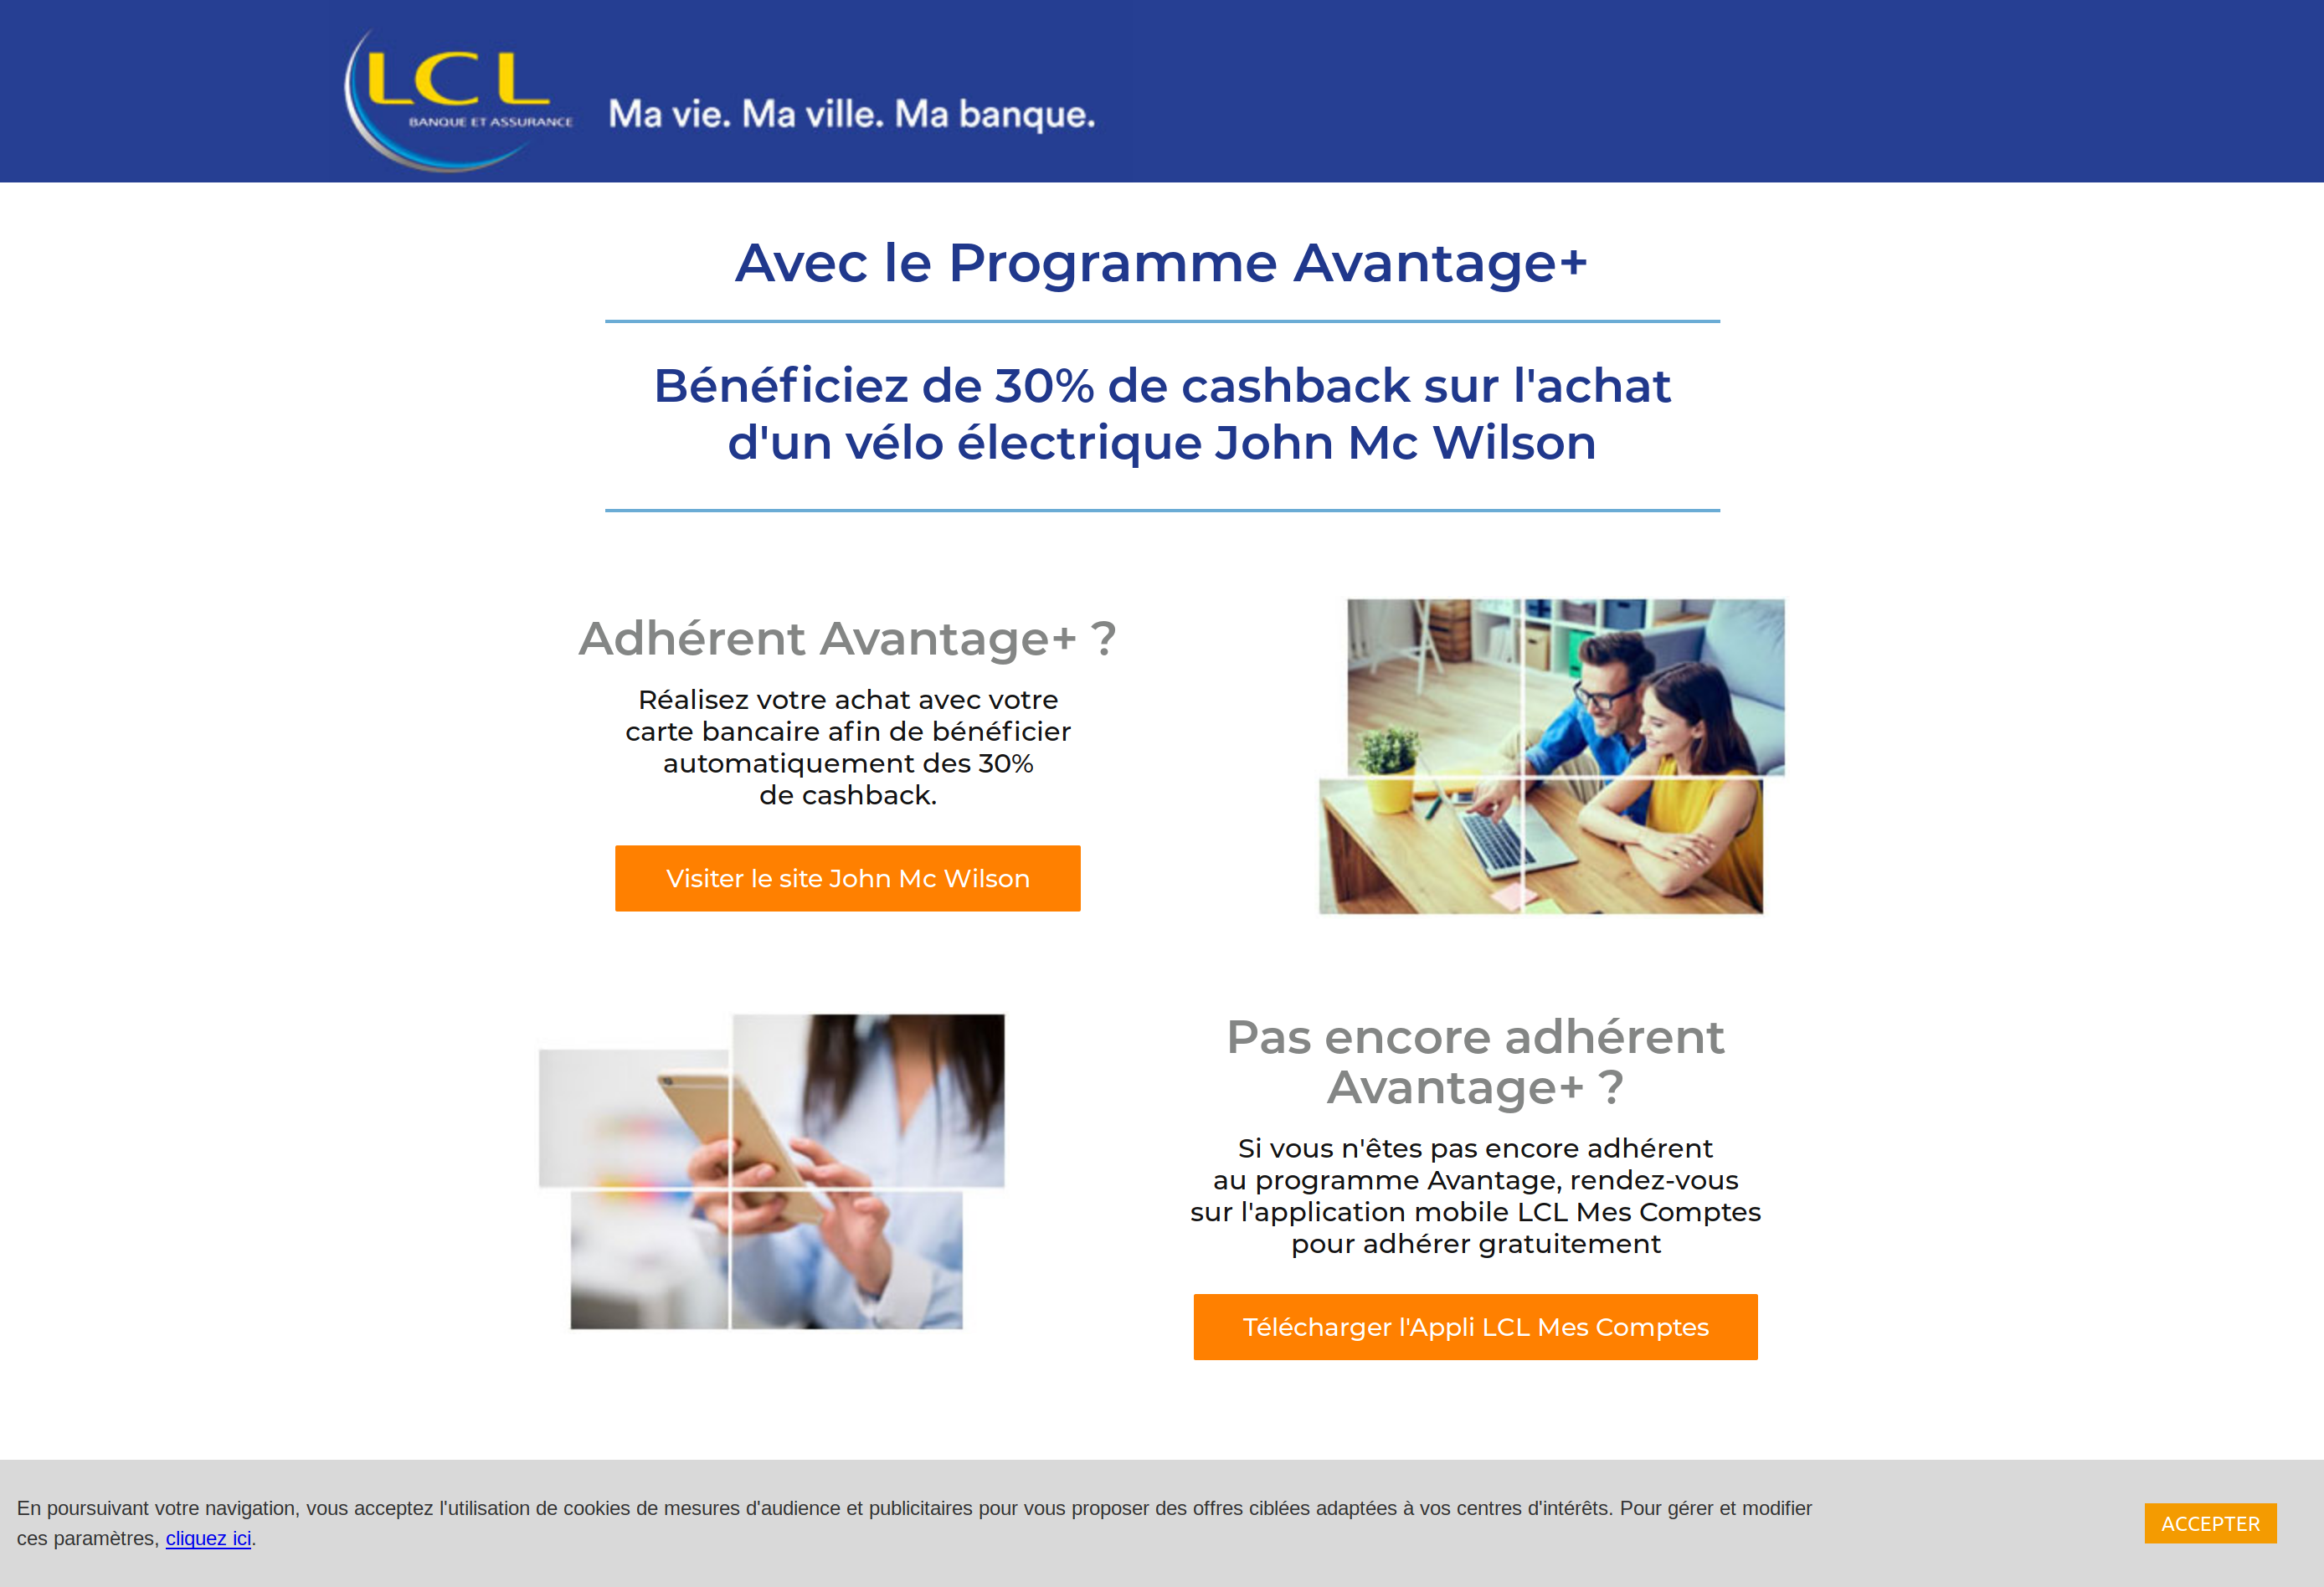 LCL
BANQUE ET ASSURANCE
Ma vie. Ma ville. Ma banque.
Avec le Programme Avantage+
Bénéficiez de 30% de cashback sur l'achat
d'un vélo électrique John Mc Wilson
Adhérent Avantage+ ?
Réalisez votre achat avec votre
carte bancaire afin de bénéficier
automatiquement des 30%
de cashback.
Visiter le site John Mc Wilson
Pas encore adhérent
Avantage+ ?
Si vous n'êtes pas encore adhérent
au programme Avantage, rendez-vous
sur l'application mobile LCL Mes Comptes
pour adhérer gratuitement
Télécharger l'Appli LCL Mes Comptes
En poursuivant votre navigation, vous acceptez l'utilisation de cookies de mesures d'audience et publicitaires pour vous proposer des offres ciblées adaptées à vos centres d'intérêts. Pour gérer et modifier
ces paramètres, cliquez ici.
ACCEPTER